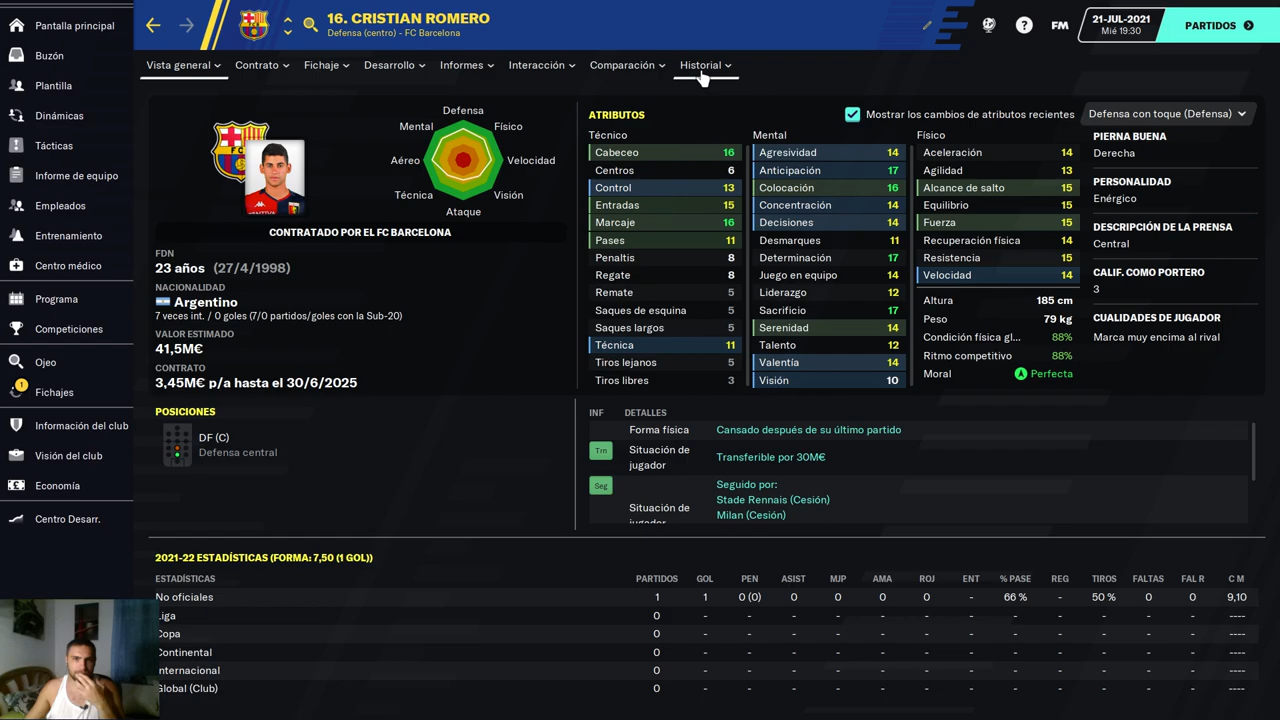 Pantalla principal
Buzón
Plantilla
Dinámicas
Tácticas
Informe de equipo
Empleados
Entrenamiento
Centro médico
Programa
Competiciones
Ojeo
1
Fichajes
Información del club
Visión del club
Economía
Centro Desarr.
16. CRISTIAN ROMERO
Defensa (centro) - FC Barcelona
FM
21-JUL-2021
Mié 19:30
PARTIDOS
Vista general Contrato Fichaje Desarrollo Informes Interacción Comparación Historial
Defensa
Mental Físico
Aéreo Velocidad
Técnica Visión
Ataque
CONTRATADO POR EL FC BARCELONA
FDN
23 años (27/4/1998)
NACIONALIDAD
Argentino
7 veces int. / 0 goles (7/0 partidos/goles con la Sub-20)
VALOR ESTIMADO
41,5M€
CONTRATO
3,45M€ p/a hasta el 30/6/2025
ATRIBUTOS
Mostrar los cambios de atributos recientes
Defensa con toque (Defensa)
Técnico Mental Físico
Cabeceo 16 Agresividad 14 Aceleración 14
Centros 6 Anticipación 17 Agilidad 13
Control 13 Colocación 16 Alcance de salto 15
Entradas 15 Concentración 14 Equilibrio 15
Marcaje 16 Decisiones 14 Fuerza 15
Pases 11 Desmarques 11 Recuperación física 14
Penaltis 8 Determinación 17 Resistencia 15
Regate 8 Juego en equipo 14 Velocidad 14
Remate 5 Liderazgo 12
Saques de esquina 5 Sacrificio 17
Saques largos 5 Serenidad 14
Técnica 11 Talento 12
Tiros lejanos 5 Valentía 14
Tiros libres 3 Visión 10
Altura 185 cm
Peso 79 kg
Condición física gl... 88%
Ritmo competitivo 88%
Moral Perfecta
PIERNA BUENA
Derecha
PERSONALIDAD
Enérgico
DESCRIPCIÓN DE LA PRENSA
Central
CALIF. COMO PORTERO
3
CUALIDADES DE JUGADOR
Marca muy encima al rival
POSICIONES
DF (C)
Defensa central
INF DETALLES
Forma física Cansado después de su último partido
Trn Situación de jugador Transferible por 30M€
Seg Situación de jugador Seguido por:
Stade Rennais (Cesión)
Milan (Cesión)
2021-22 ESTADÍSTICAS (FORMA: 7,50 (1 GOL))
ESTADÍSTICAS PARTIDOS GOL PEN ASIST MJP AMA ROJ ENT % PASE REG TIROS FALTAS FAL R C M
No oficiales 1 1 0 (0) 0 0 0 0 - 66 % - 50 % 0 0 9,10
Liga 0 - - - - - - - - - - - - ----
Copa 0 - - - - - - - - - - - - ----
Continental 0 - - - - - - - - - - - - ----
Internacional 0 - - - - - - - - - - - - ----
Global (Club) 0 - - - - - - - - - - - - ----